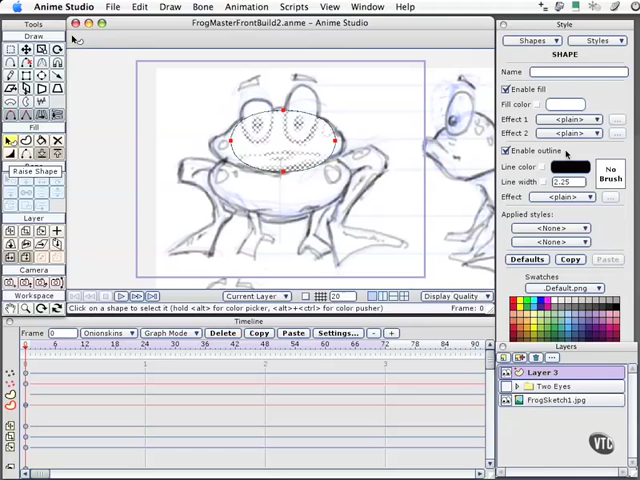 Anime Studio File Edit Draw Bone Animation Scripts View Window Help
FrogMasterFrontBuild2.anme - Anime Studio
Tools
Draw
Fill
Raise Shape
Layer
Camera
Workspace
Current Layer
20
Display Quality
Click on a shape to select it (hold <alt> for color picker, <alt>+<ctrl> for color pusher)
Frame: 0
Style
Shapes
Styles
SHAPE
Name
Enable fill
Fill color
Effect 1 <plain> ...
Effect 2 <plain> ...
Enable outline
Line color
Line width 2.25
No Brush
Effect <plain> ...
Applied styles:
<None>
<None>
Defaults Copy Paste
Swatches
.Default.png
Timeline
Frame 0 Onionskins Graph Mode Delete Copy Paste Settings... - +
6 12 18 24 30 36 42 48 54 60 66 72 78 84 90
0 1 2 3
Layers
Layer 3
Two Eyes
FrogSketch1.jpg
VTC